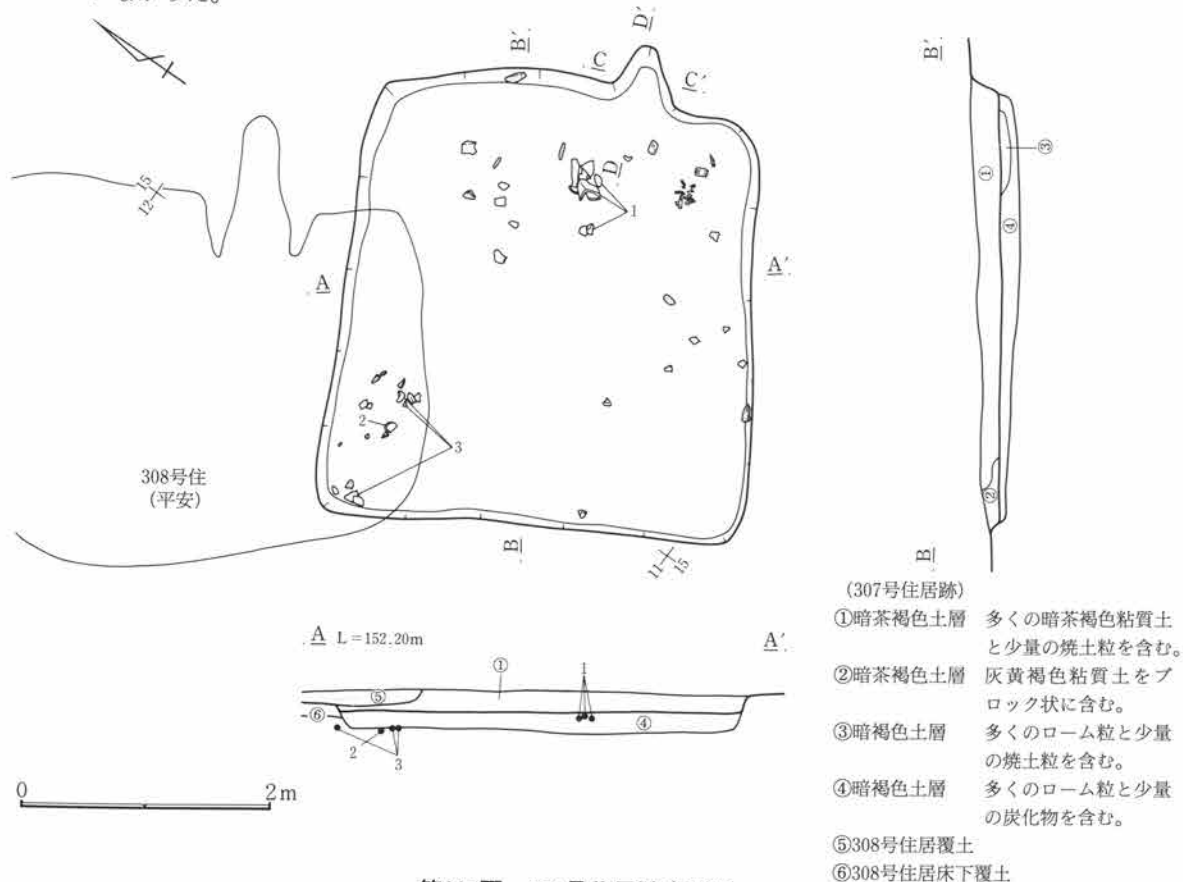 B´
D´
C
C´
B´
D
15
12
1
③
①
④
A
A´
2
3
308号住
(平安)
②
B
11
15
B
(307号住居跡)
①暗茶褐色土層 多くの暗茶褐色粘質土
と少量の焼土粒を含む。
②暗茶褐色土層 灰黄褐色粘質土をブ
ロック状に含む。
③暗褐色土層 多くのローム粒と少量
の焼土粒を含む。
④暗褐色土層 多くのローム粒と少量
の炭化物を含む。
⑤308号住居覆土
⑥308号住居床下覆土
A L=152.20m
A´
①
1
⑤
⑥
④
2
3
0 2m